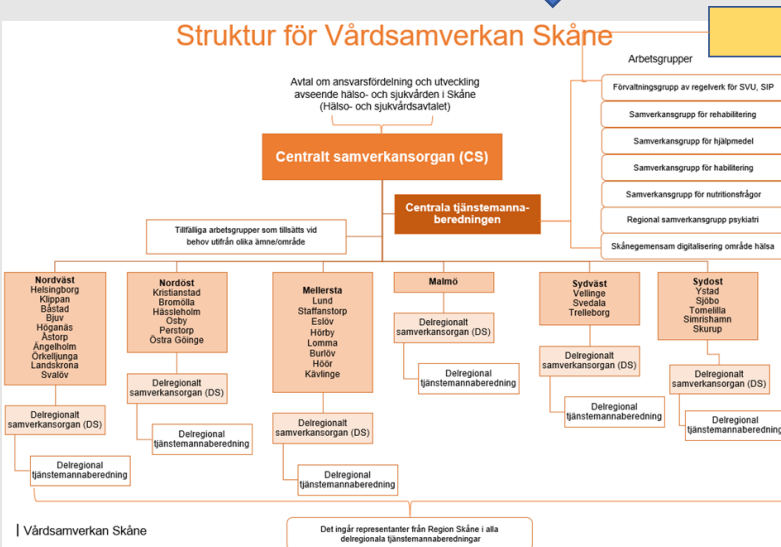 Struktur för Vårdsamverkan Skåne
Arbetsgrupper
Avtal om ansvarsfördelning och utveckling
avseende hälso- och sjukvården i Skåne
(Hälso- och sjukvårdsavtalet)
Förvaltningsgrupp av regelverk för SVU, SIP
Samverkansgrupp för rehabilitering
Samverkansgrupp för hjälpmedel
Samverkansgrupp för habilitering
Samverkansgrupp för nutritionsfrågor
Regional samverkansgrupp psykiatri
Skånegemensam digitalisering område hälsa
Centralt samverkansorgan (CS)
Centrala tjänstemanna-
beredningen
Tillfälliga arbetsgrupper som tillsätts vid
behov utifrån olika ämne/område
Nordväst
Helsingborg
Klippan
Båstad
Bjuv
Höganäs
Åstorp
Ängelholm
Örkelljunga
Landskrona
Svalöv
Delregionalt
samverkansorgan (DS)
Delregional
tjänstemannaberedning
Nordöst
Kristianstad
Bromölla
Hässleholm
Osby
Perstorp
Östra Göinge
Delregionalt
samverkansorgan (DS)
Delregional
tjänstemannaberedning
Mellersta
Lund
Staffanstorp
Eslöv
Hörby
Lomma
Burlöv
Höör
Kävlinge
Delregionalt
samverkansorgan (DS)
Delregional
tjänstemannaberedning
Malmö
Delregionalt
samverkansorgan (DS)
Delregional
tjänstemannaberedning
Sydväst
Vellinge
Svedala
Trelleborg
Delregionalt
samverkansorgan (DS)
Delregional
tjänstemannaberedning
Sydost
Ystad
Sjöbo
Tomelilla
Simrishamn
Skurup
Delregionalt
samverkansorgan (DS)
Delregional
tjänstemannaberedning
| Vårdsamverkan Skåne
Det ingår representanter från Region Skåne i alla
delregionala tjänstemannaberedningar